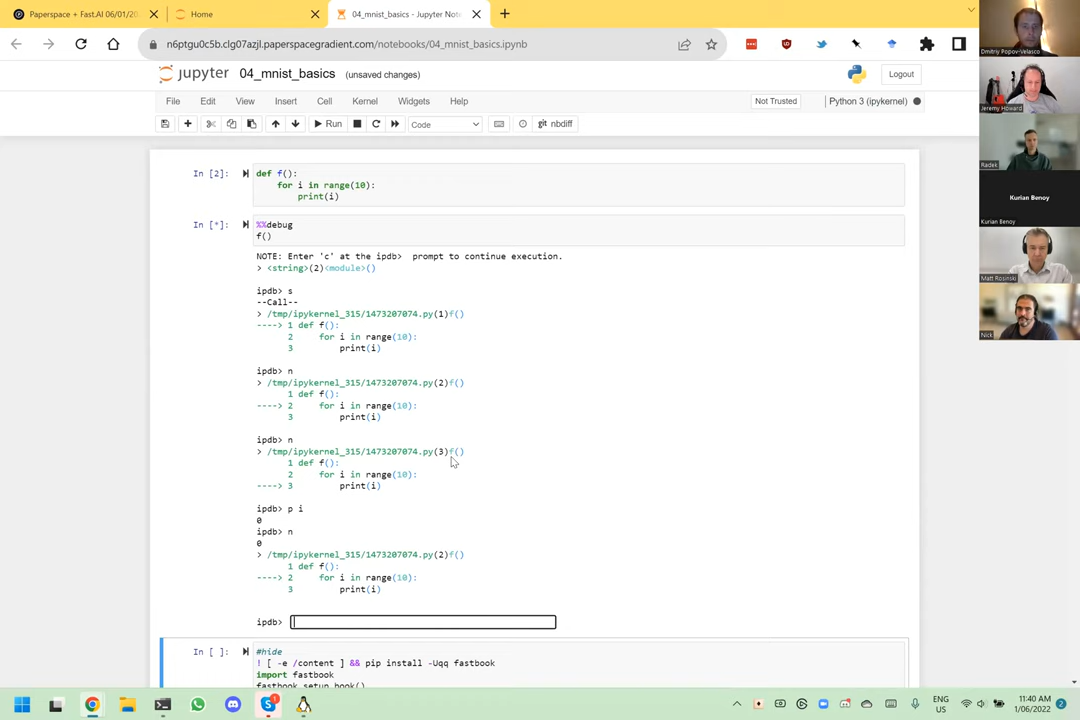 Paperspace + Fast.AI 06/01/20
Home
04_mnist_basics - Jupyter Not
n6ptgu0c5b.clg07azjl.paperspacegradient.com/notebooks/04_mnist_basics.ipynb
jupyter 04_mnist_basics (unsaved changes)
Logout
File Edit View Insert Cell Kernel Widgets Help
Not Trusted
Python 3 (ipykernel)
Run
Code
git nbdiff
In [2]:
def f():
    for i in range(10):
        print(i)
In [*]:
%%debug
f()
NOTE: Enter 'c' at the ipdb>  prompt to continue execution.
> <string>(2)<module>()
ipdb> s
--Call--
> /tmp/ipykernel_315/1473207074.py(1)f()
----> 1 def f():
      2     for i in range(10):
      3         print(i)
ipdb> n
> /tmp/ipykernel_315/1473207074.py(2)f()
      1 def f():
----> 2     for i in range(10):
      3         print(i)
ipdb> n
> /tmp/ipykernel_315/1473207074.py(3)f()
      1 def f():
      2     for i in range(10):
----> 3         print(i)
ipdb> p i
0
ipdb> n
0
> /tmp/ipykernel_315/1473207074.py(2)f()
      1 def f():
----> 2     for i in range(10):
      3         print(i)
ipdb>
In [ ]:
#hide
! [ -e /content ] && pip install -Uqq fastbook
import fastbook
fastbook.setup_book()
Dmitriy Popov-Velasco
Jeremy Howard
Radek
Kurian Benoy
Kurian Benoy
Matt Rosinski
Nick
ENG
US
11:40 AM
1/06/2022
2
1